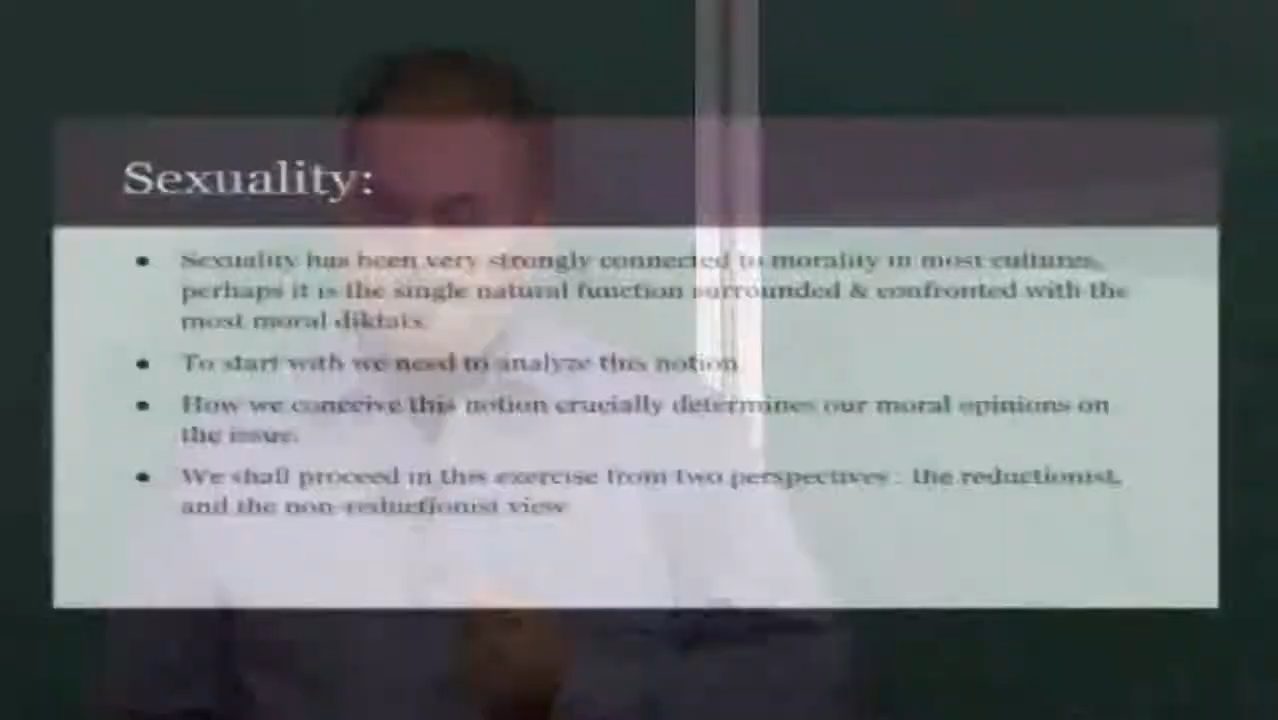 Sexuality:
• Sexuality has been very strongly connected to morality in most cultures,
perhaps it is the single natural function surrounded & confronted with the
most moral diktats.
• To start with we need to analyze this notion.
• How we conceive this notion crucially determines our moral opinions on
the issue.
• We shall proceed in this exercise from two perspectives : the reductionist,
and the non-reductionist view